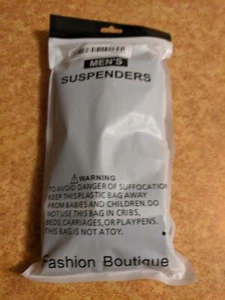 MEN'S
SUSPENDERS
WARNING
TO AVOID DANGER OF SUFFOCATION
KEEP THIS PLASTIC BAG AWAY
FROM BABIES AND CHILDREN. DO
NOT USE THIS BAG IN CRIBS,
BEDS, CARRIAGES, OR PLAYPENS.
THIS BAG IS NOT A TOY.
Fashion Boutique